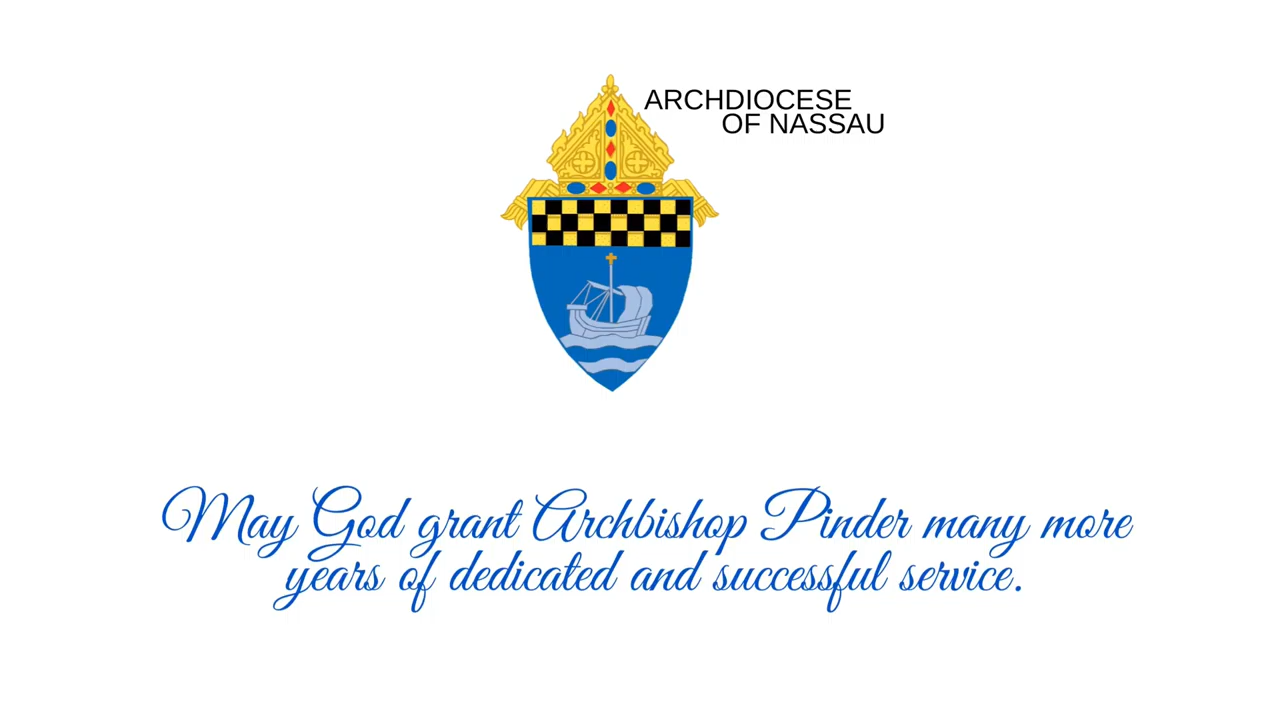 ARCHDIOCESE
OF NASSAU
May God grant Archbishop Pinder many more
years of dedicated and successful service.